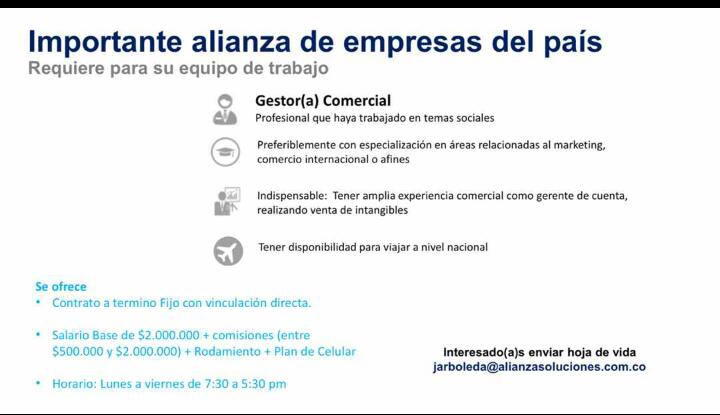 Importante alianza de empresas del país
Requiere para su equipo de trabajo
Gestor(a) Comercial
Profesional que haya trabajado en temas sociales
Preferiblemente con especialización en áreas relacionadas al marketing,
comercio internacional o afines
Indispensable: Tener amplia experiencia comercial como gerente de cuenta,
realizando venta de intangibles
Tener disponibilidad para viajar a nivel nacional
Se ofrece
• Contrato a termino Fijo con vinculación directa.
• Salario Base de $2.000.000 + comisiones (entre
$500.000 y $2.000.000) + Rodamiento + Plan de Celular
• Horario: Lunes a viernes de 7:30 a 5:30 pm
Interesado(a)s enviar hoja de vida
jarboleda@alianzasoluciones.com.co